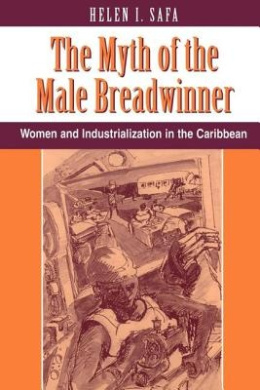 HELEN I. SAFA
The Myth of the
Male Breadwinner
Women and Industrialization in the Caribbean